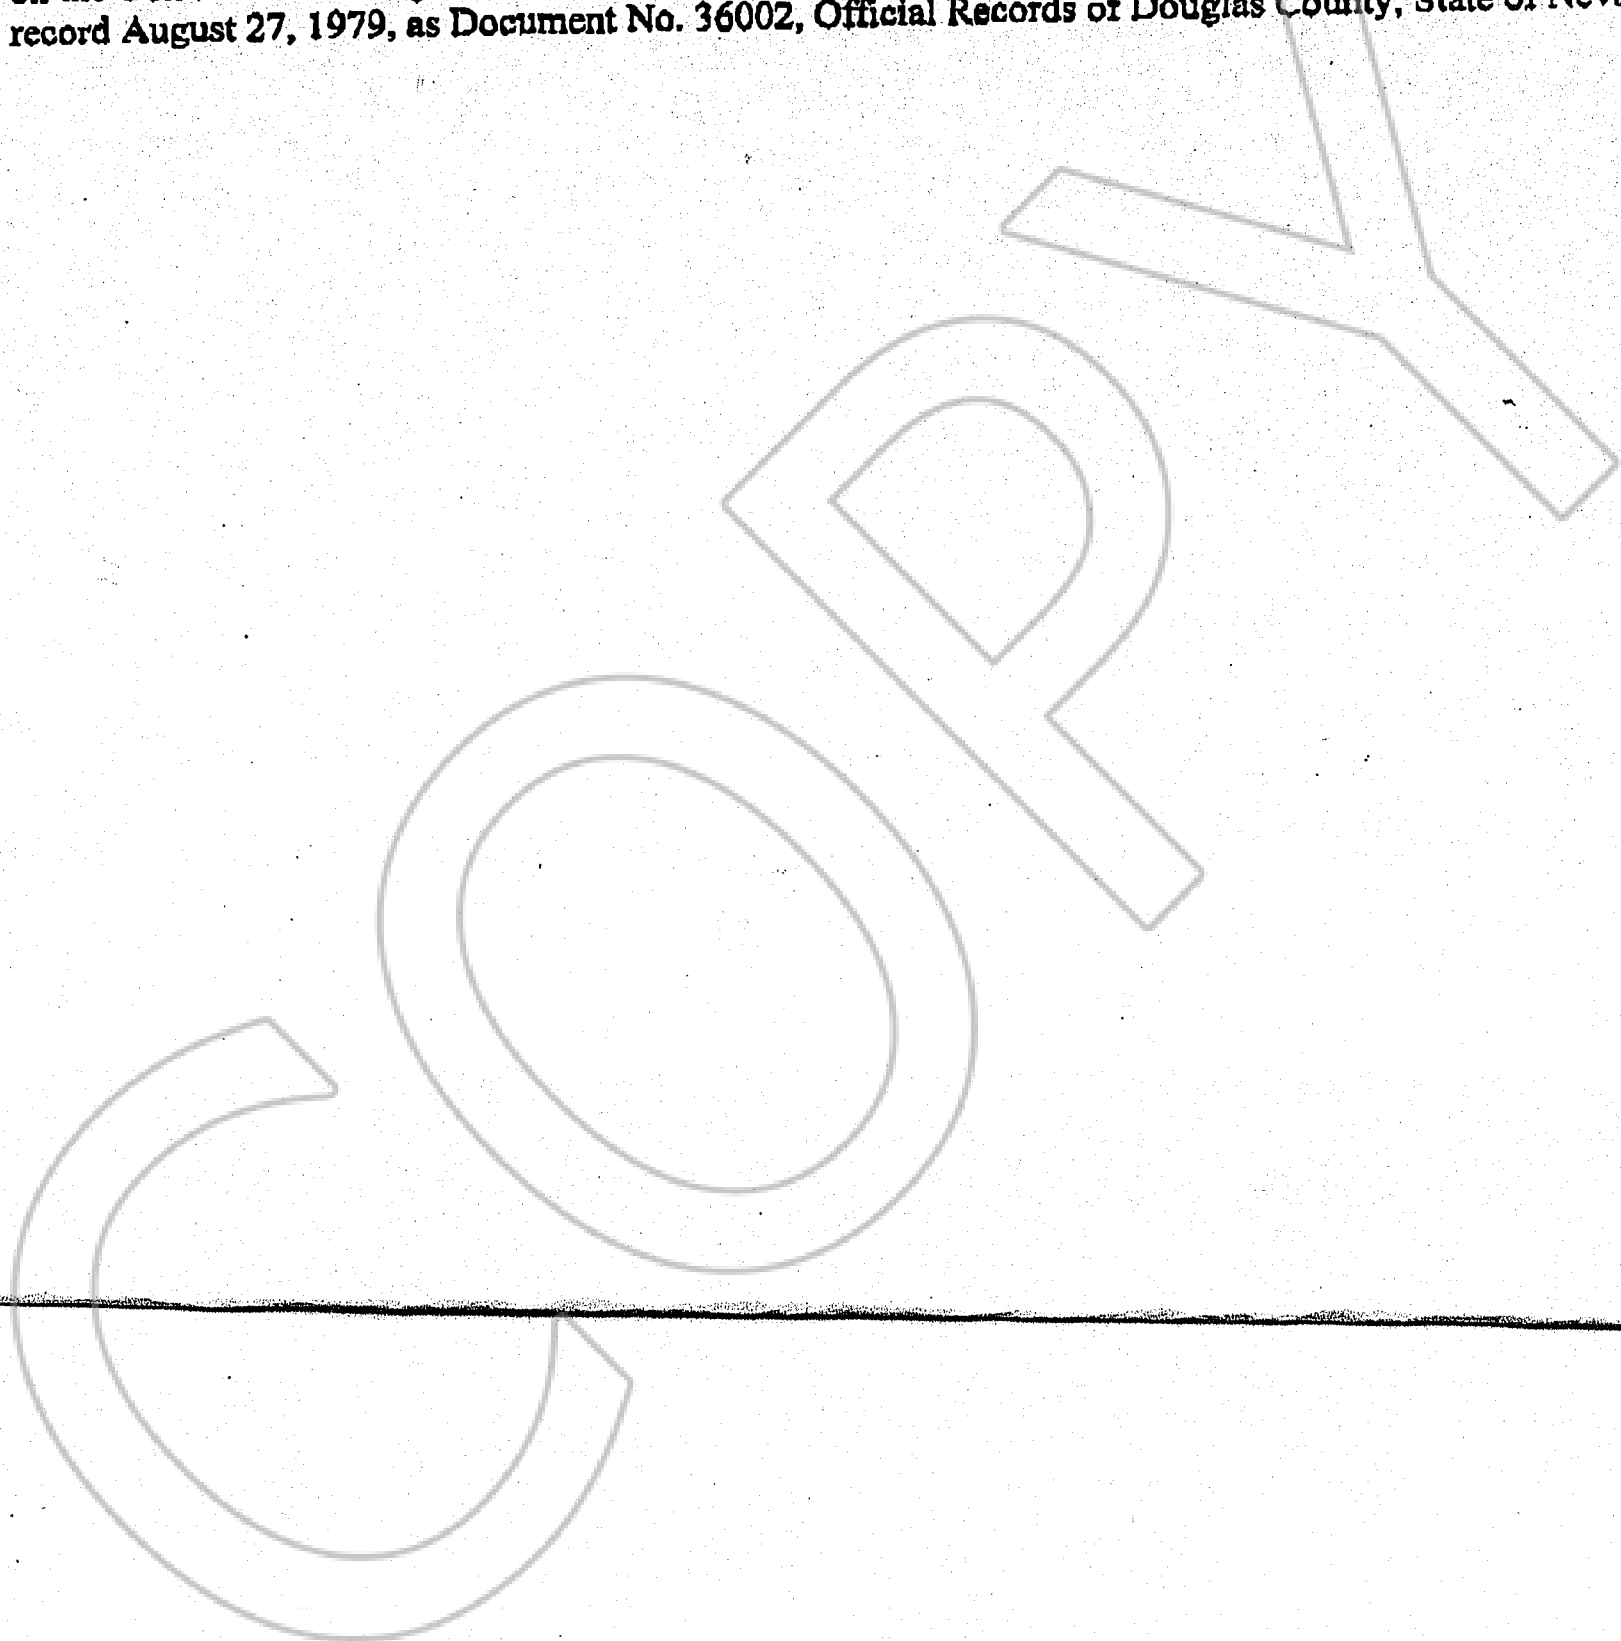 record August 27, 1979, as Document No. 36002, Official Records of Douglas County, State of
COPY